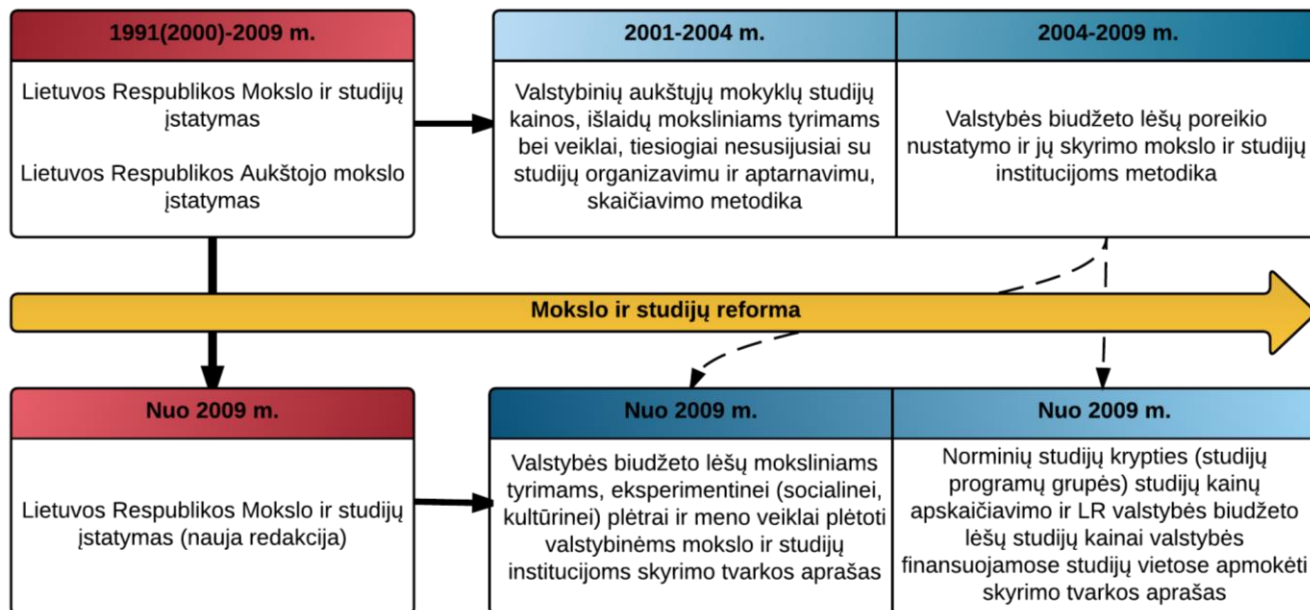 1991(2000)-2009 m.
Lietuvos Respublikos Mokslo ir studijų
įstatymas
Lietuvos Respublikos Aukštojo mokslo
įstatymas
2001-2004 m.
Valstybinių aukštųjų mokyklų studijų
kainos, išlaidų moksliniams tyrimams
bei veiklai, tiesiogiai nesusijusiai su
studijų organizavimu ir aptarnavimu,
skaičiavimo metodika
2004-2009 m.
Valstybės biudžeto lėšų poreikio
nustatymo ir jų skyrimo mokslo ir studijų
institucijoms metodika
Mokslo ir studijų reforma
Nuo 2009 m.
Lietuvos Respublikos Mokslo ir studijų
įstatymas (nauja redakcija)
Nuo 2009 m.
Valstybės biudžeto lėšų moksliniams
tyrimams, eksperimentinei (socialinei,
kultūrinei) plėtrai ir meno veiklai plėtoti
valstybinėms mokslo ir studijų
institucijoms skyrimo tvarkos aprašas
Nuo 2009 m.
Norminių studijų krypties (studijų
programų grupės) studijų kainų
apskaičiavimo ir LR valstybės biudžeto
lėšų studijų kainai valstybės
finansuojamose studijų vietose apmokėti
skyrimo tvarkos aprašas